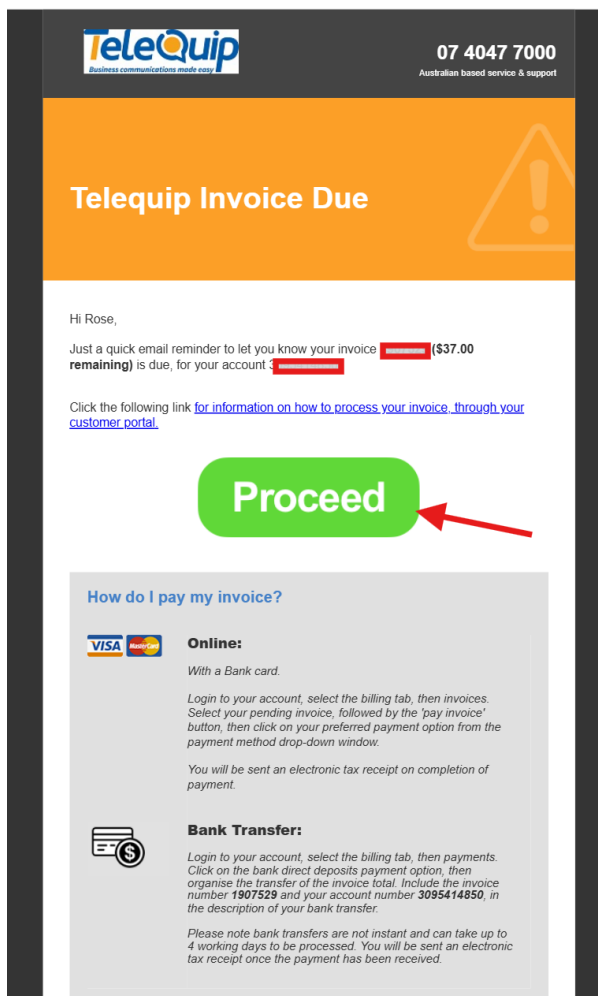 TeleQuip
Business communications made easy
07 4047 7000
Australian based service & support
Telequip Invoice Due
Hi Rose,
Just a quick email reminder to let you know your invoice ($37.00
remaining) is due, for your account
Click the following link for information on how to process your invoice, through your
customer portal.
Proceed
How do I pay my invoice?
VISA MasterCard
Online:
With a Bank card.
Login to your account, select the billing tab, then invoices.
Select your pending invoice, followed by the 'pay invoice'
button, then click on your preferred payment option from the
payment method drop-down window.
You will be sent an electronic tax receipt on completion of
payment.
Bank Transfer:
Login to your account, select the billing tab, then payments.
Click on the bank direct deposits payment option, then
organise the transfer of the invoice total. Include the invoice
number 1907529 and your account number 3095414850, in
the description of your bank transfer.
Please note bank transfers are not instant and can take up to
4 working days to be processed. You will be sent an electronic
tax receipt once the payment has been received.